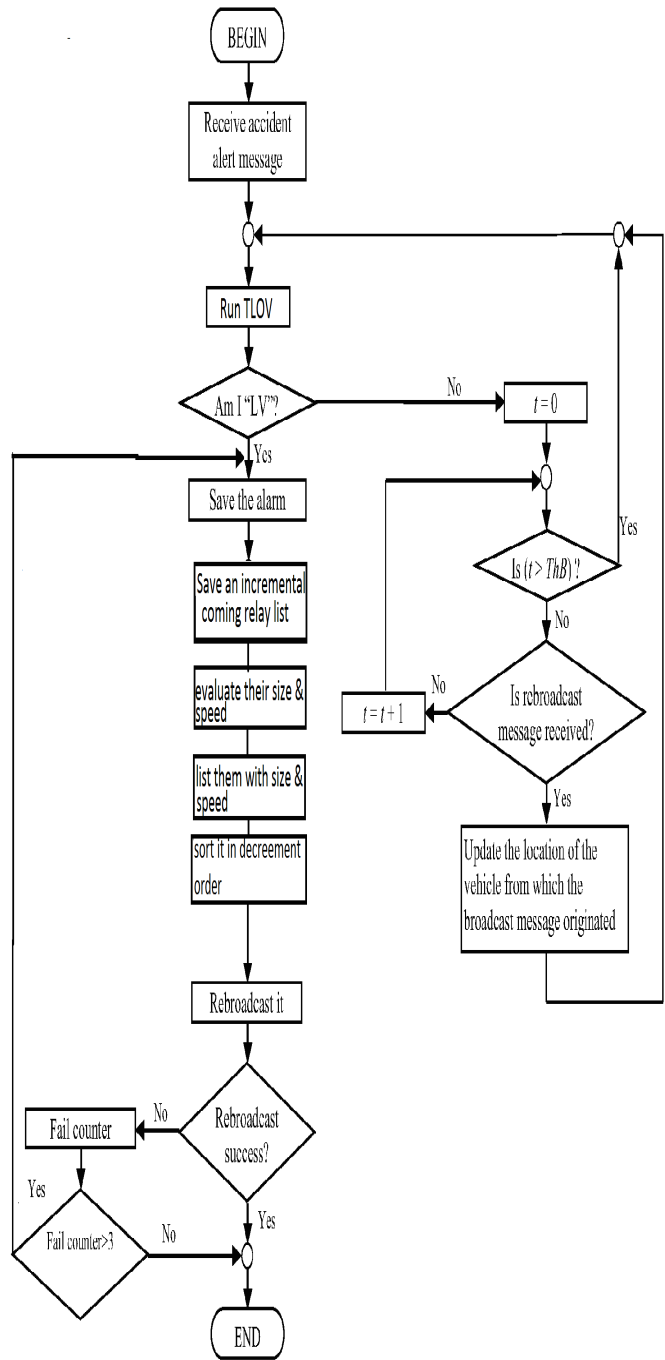 BEGIN
Receive accident
alert message
Run TLOV
Am I “LV”?
No
t = 0
Yes
Save the alarm
Save an incremental
coming relay list
evaluate their size &
speed
list them with size &
speed
sort it in decreement
order
Rebroadcast it
Rebroadcast
success?
No
Fail counter
Yes
Fail counter>3
No
Yes
END
Is (t > ThB) ?
Yes
No
Is rebroadcast
message received?
No
t = t + 1
Yes
Update the location of the
vehicle from which the
broadcast message originated